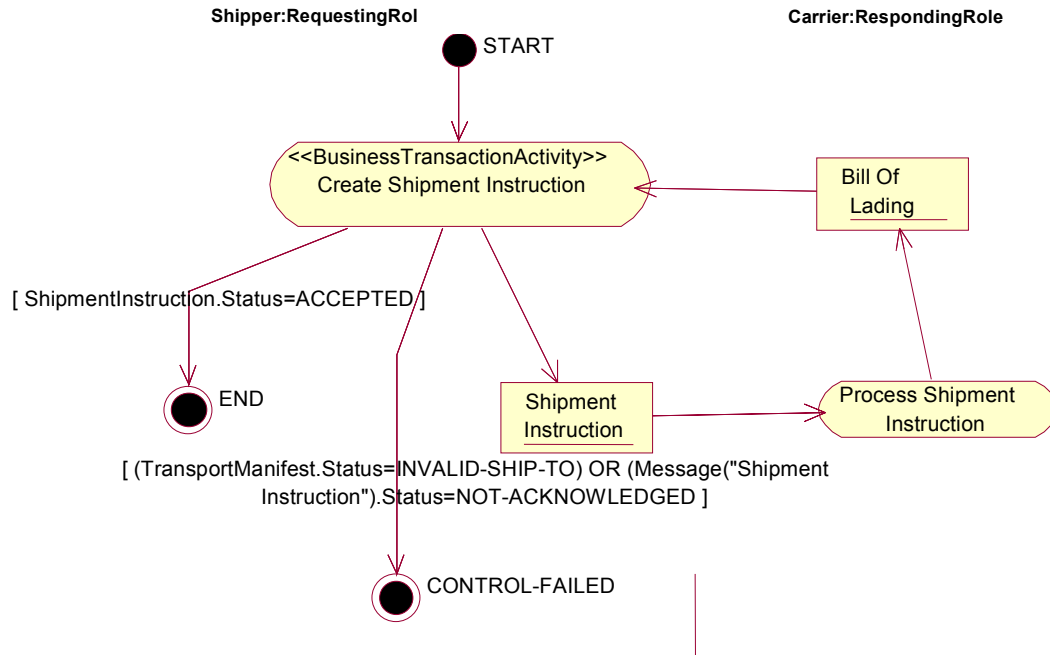 Shipper:RequestingRol
Carrier:RespondingRole
START
<<BusinessTransactionActivity>>
Create Shipment Instruction
Bill Of
Lading
[ ShipmentInstruction.Status=ACCEPTED ]
END
Shipment
Instruction
Process Shipment
Instruction
[ (TransportManifest.Status=INVALID-SHIP-TO) OR (Message("Shipment
Instruction").Status=NOT-ACKNOWLEDGED ]
CONTROL-FAILED